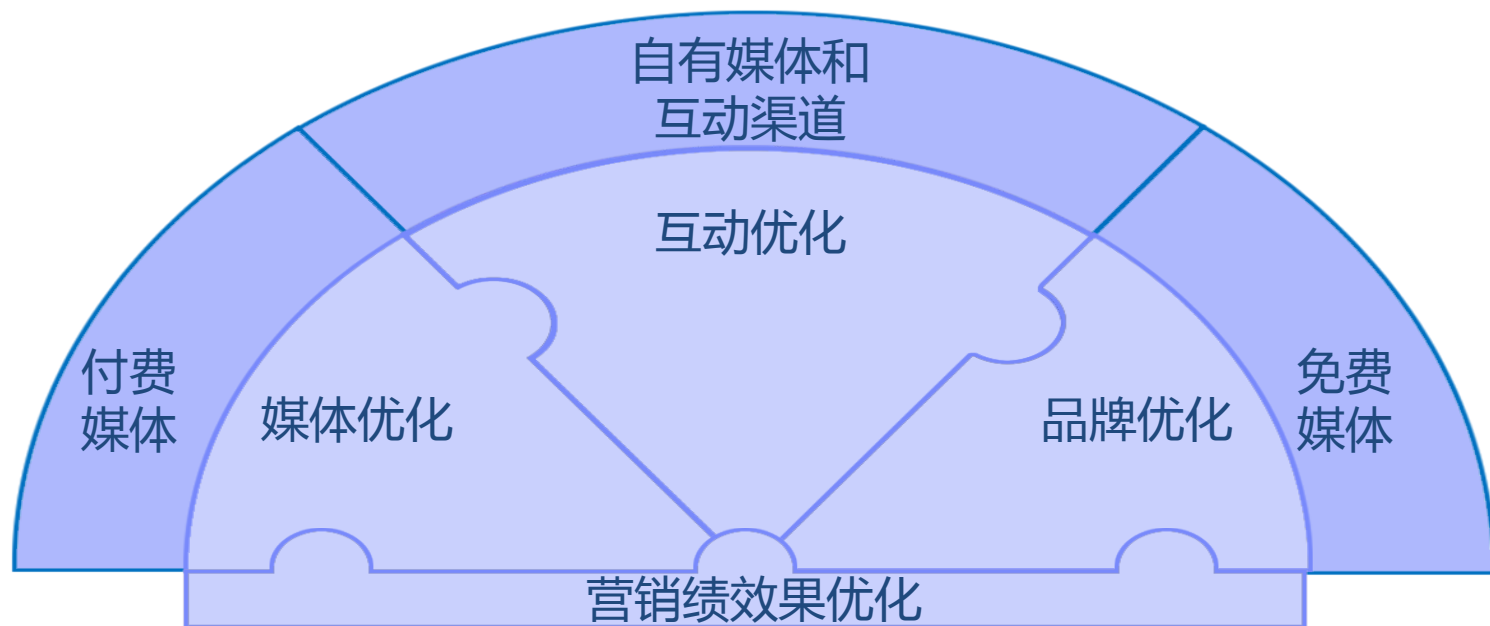 自有媒体和
互动渠道
互动优化
付费
媒体
媒体优化
品牌优化
免费
媒体
营销绩效果优化